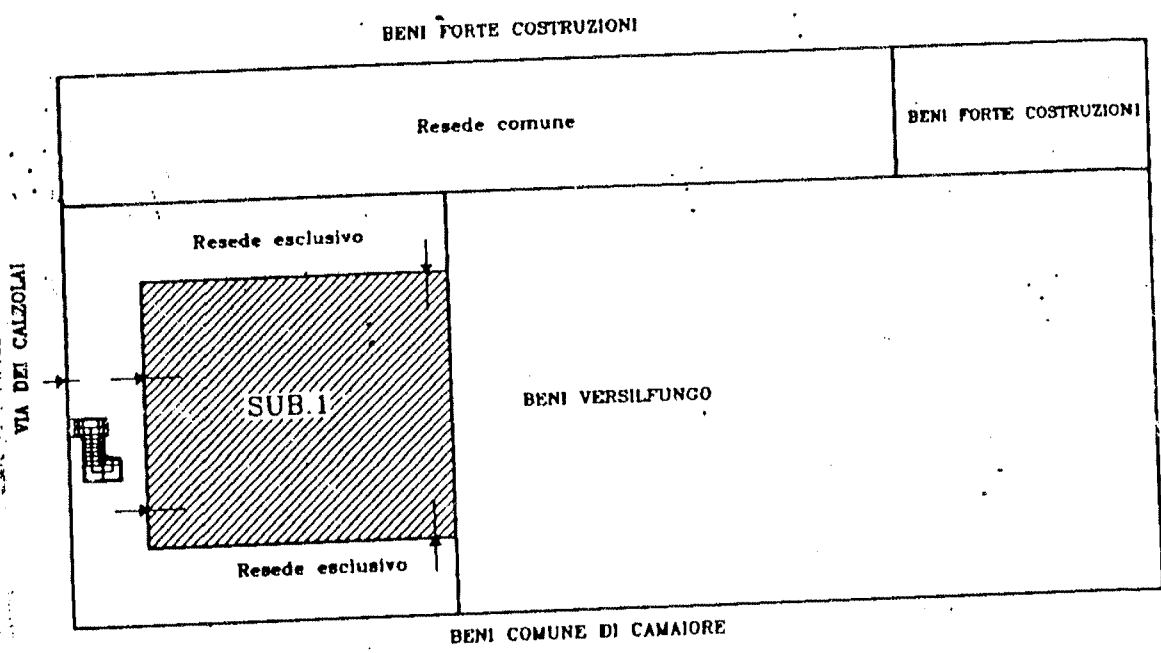 BENI FORTE COSTRUZIONI
Resede comune
BENI FORTE COSTRUZIONI
Resede esclusivo
VIA DEI CALZOLAI
SUB.1
BENI VERSILFUNGO
Resede esclusivo
BENI COMUNE DI CAMAIORE